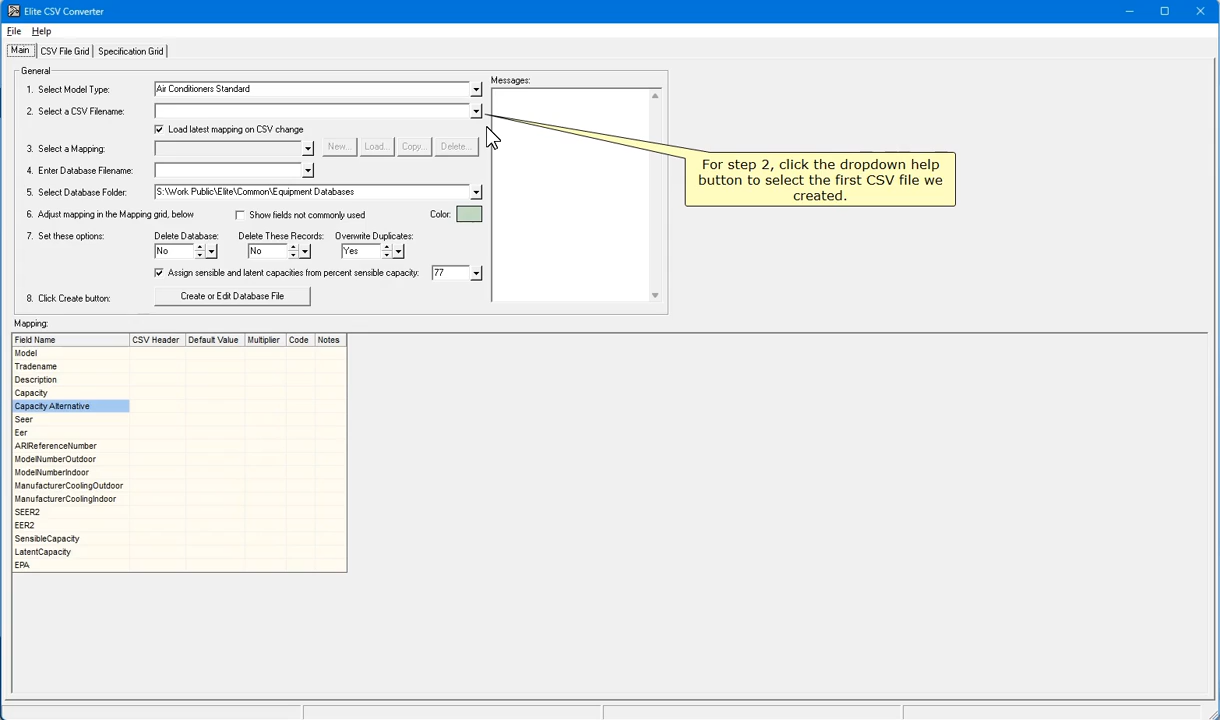 Elite CSV Converter
File Help
Main CSV File Grid Specification Grid
General
Messages:
1. Select Model Type: Air Conditioners Standard
2. Select a CSV Filename:
Load latest mapping on CSV change
3. Select a Mapping: New... Load... Copy... Delete...
4. Enter Database Filename:
5. Select Database Folder: S:\Work Public\Elite\Common\Equipment Databases
6. Adjust mapping in the Mapping grid, below Show fields not commonly used Color:
7. Set these options: Delete Database: Delete These Records: Overwrite Duplicates:
No No Yes
Assign sensible and latent capacities from percent sensible capacity: 77
8. Click Create button: Create or Edit Database File
For step 2, click the dropdown help
button to select the first CSV file we
created.
Mapping:
Field Name CSV Header Default Value Multiplier Code Notes
Model
Tradename
Description
Capacity
Capacity Alternative
Seer
Eer
ARIReferenceNumber
ModelNumberOutdoor
ModelNumberIndoor
ManufacturerCoolingOutdoor
ManufacturerCoolingIndoor
SEER2
EER2
SensibleCapacity
LatentCapacity
EPA